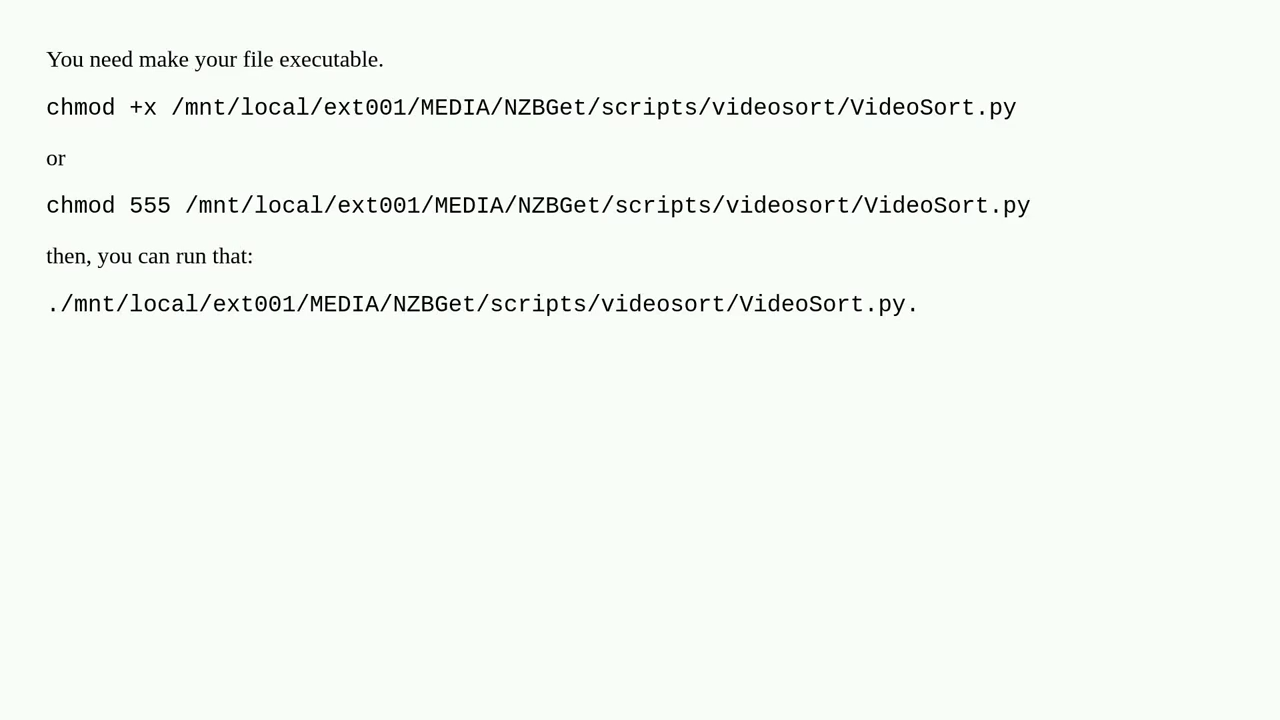 You need make your file executable.
chmod +x /mnt/local/ext001/MEDIA/NZBGet/scripts/videosort/VideoSort.py
or
chmod 555 /mnt/local/ext001/MEDIA/NZBGet/scripts/videosort/VideoSort.py
then, you can run that:
./mnt/local/ext001/MEDIA/NZBGet/scripts/videosort/VideoSort.py.